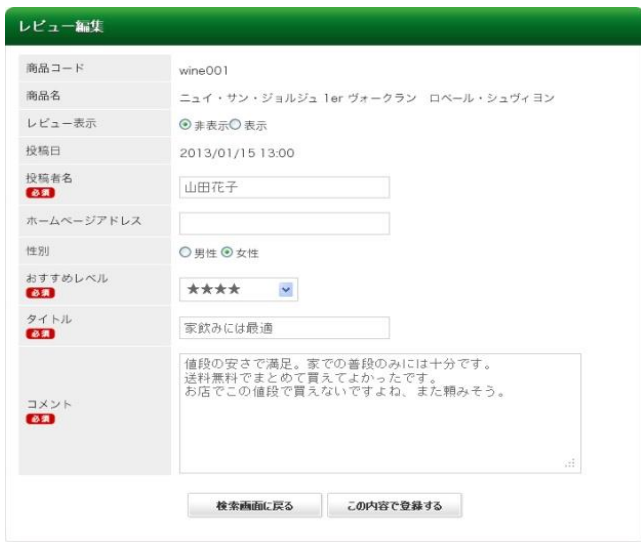 レビュー編集
商品コード
wine001
商品名
ニュイ・サン・ジョルジュ 1er ヴォークラン　ロベール・シュヴィヨン
レビュー表示
非表示 表示
投稿日
2013/01/15 13:00
投稿者名
必須
山田花子
ホームページアドレス
性別
男性 女性
おすすめレベル
必須
★★★★
タイトル
必須
家飲みには最適
コメント
必須
値段の安さで満足。家での普段のみには十分です。
送料無料でまとめて買えてよかったです。
お店でこの値段で買えないですよね、また頼みそう。
検索画面に戻る
この内容で登録する